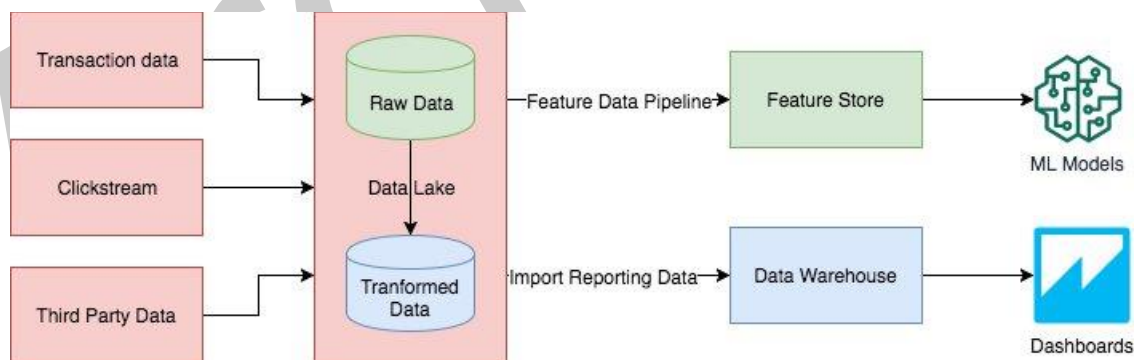 Transaction data
Raw Data
Feature Data Pipeline
Feature Store
ML Models
Clickstream
Data Lake
Third Party Data
Tranformed
Data
Import Reporting Data
Data Warehouse
Dashboards